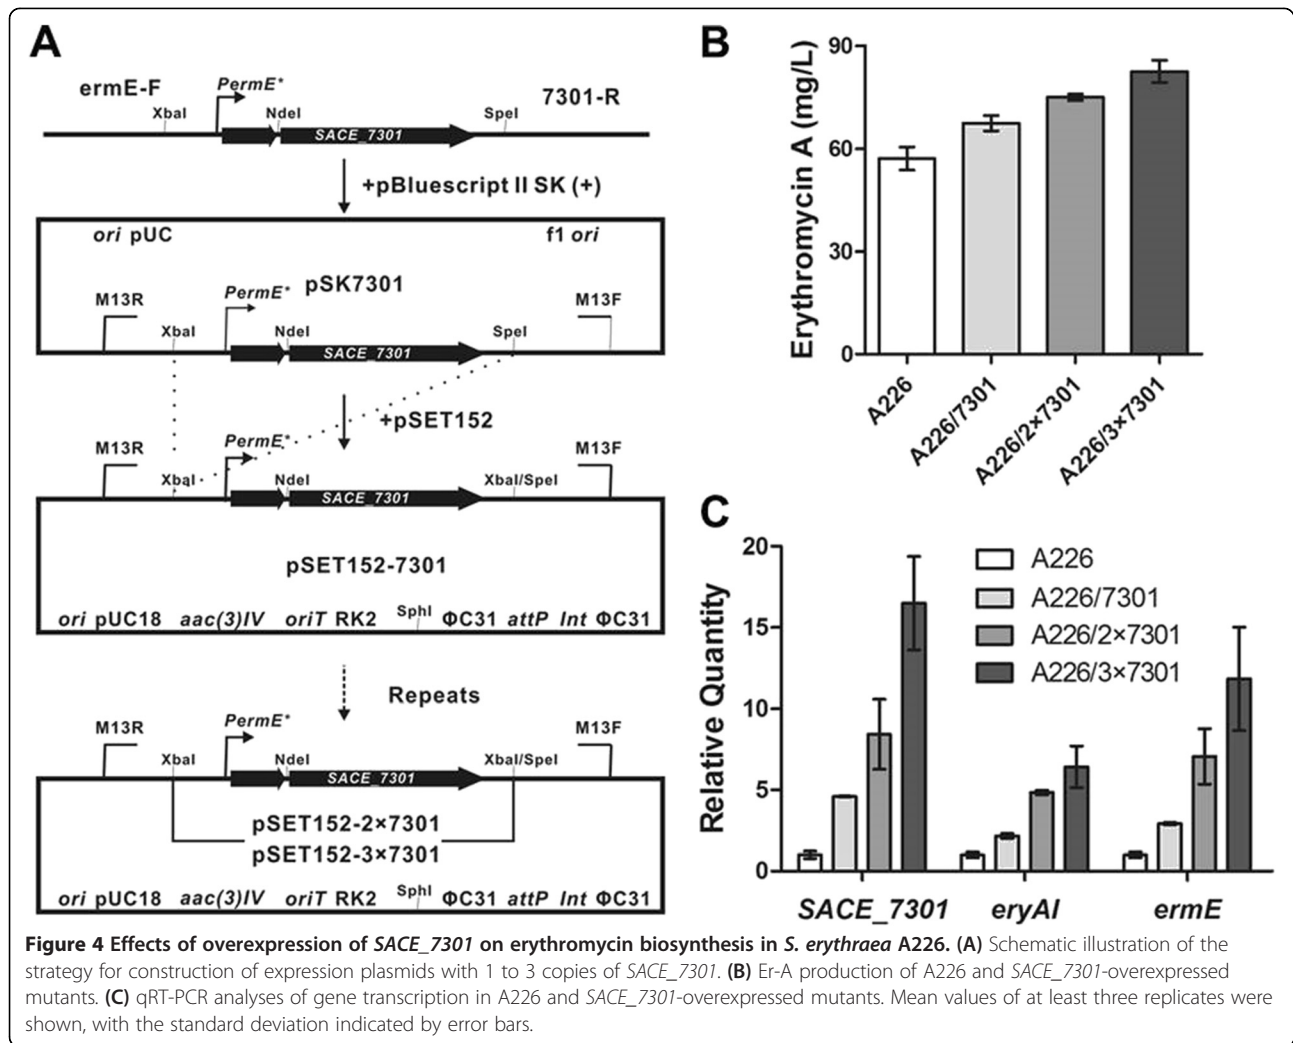 A
ermE-F
PermE*
7301-R
XbaI
NdeI
SpeI
SACE_7301
+pBluescript II SK (+)
ori pUC
f1 ori
pSK7301
M13R
PermE*
M13F
XbaI
NdeI
SpeI
SACE_7301
+pSET152
M13R
PermE*
M13F
XbaI
NdeI
XbaI/SpeI
SACE_7301
pSET152-7301
ori pUC18 aac(3)IV oriT RK2 SphI ΦC31 attP Int ΦC31
Repeats
M13R
PermE*
M13F
XbaI
NdeI
XbaI/SpeI
SACE_7301
pSET152-2×7301
pSET152-3×7301
ori pUC18 aac(3)IV oriT RK2 SphI ΦC31 attP Int ΦC31
B
Erythromycin A (mg/L)
90
60
30
0
A226
A226/7301
A226/2×7301
A226/3×7301
C
Relative Quantity
20
15
10
5
0
A226
A226/7301
A226/2×7301
A226/3×7301
SACE_7301
eryAI
ermE
Figure 4 Effects of overexpression of SACE_7301 on erythromycin biosynthesis in S. erythraea A226. (A) Schematic illustration of the
strategy for construction of expression plasmids with 1 to 3 copies of SACE_7301. (B) Er-A production of A226 and SACE_7301-overexpressed
mutants. (C) qRT-PCR analyses of gene transcription in A226 and SACE_7301-overexpressed mutants. Mean values of at least three replicates were
shown, with the standard deviation indicated by error bars.